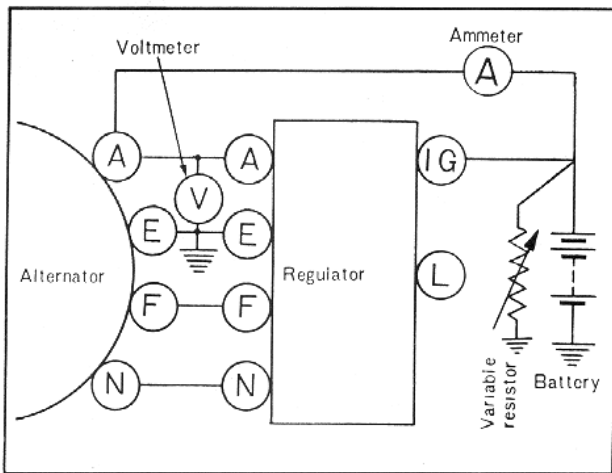 Voltmeter
Ammeter
A
A
A
IG
V
E
E
L
Alternator
Regulator
F
F
N
N
Variable
resistor
Battery